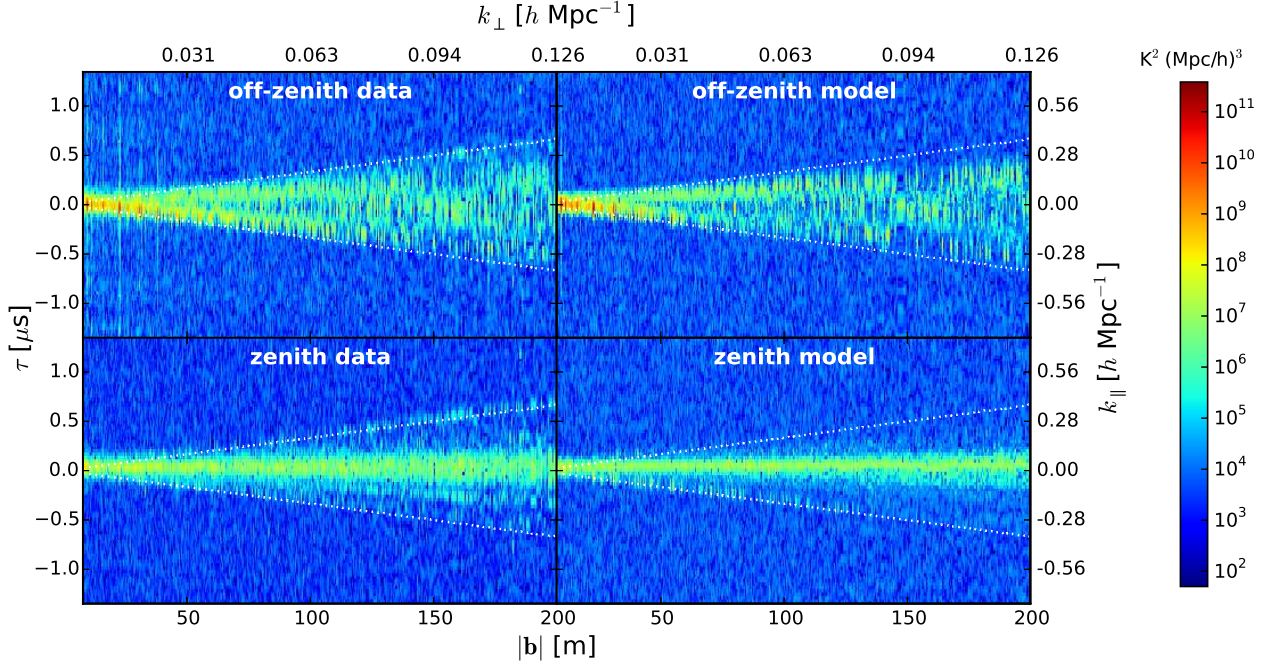 k⊥ [h Mpc⁻¹]
0.031 0.063 0.094 0.126 0.031 0.063 0.094 0.126
K² (Mpc/h)³
off-zenith data off-zenith model
1.0 0.5 0.0 −0.5 −1.0
0.56 0.28 0.00 -0.28 -0.56
zenith data zenith model
1.0 0.5 0.0 −0.5 −1.0
0.56 0.28 0.00 -0.28 -0.56
τ [μs]
k∥ [h Mpc⁻¹]
50 100 150 200 50 100 150 200
|b| [m]
10¹¹
10¹⁰
10⁹
10⁸
10⁷
10⁶
10⁵
10⁴
10³
10²